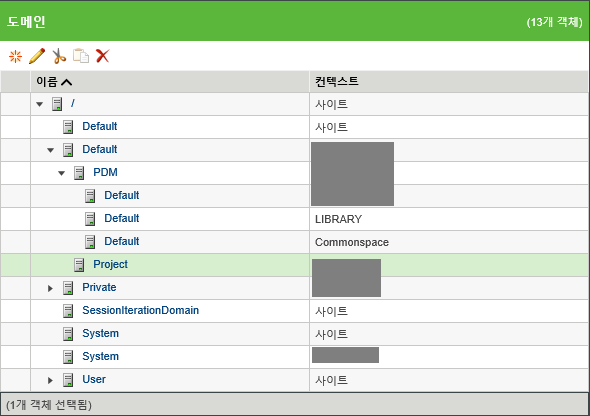 도메인 (13개 객체)
이름 컨텍스트
/ 사이트
Default 사이트
Default
PDM
Default
Default LIBRARY
Default Commonspace
Project
Private
SessionIterationDomain 사이트
System 사이트
System
User 사이트
(1개 객체 선택됨)